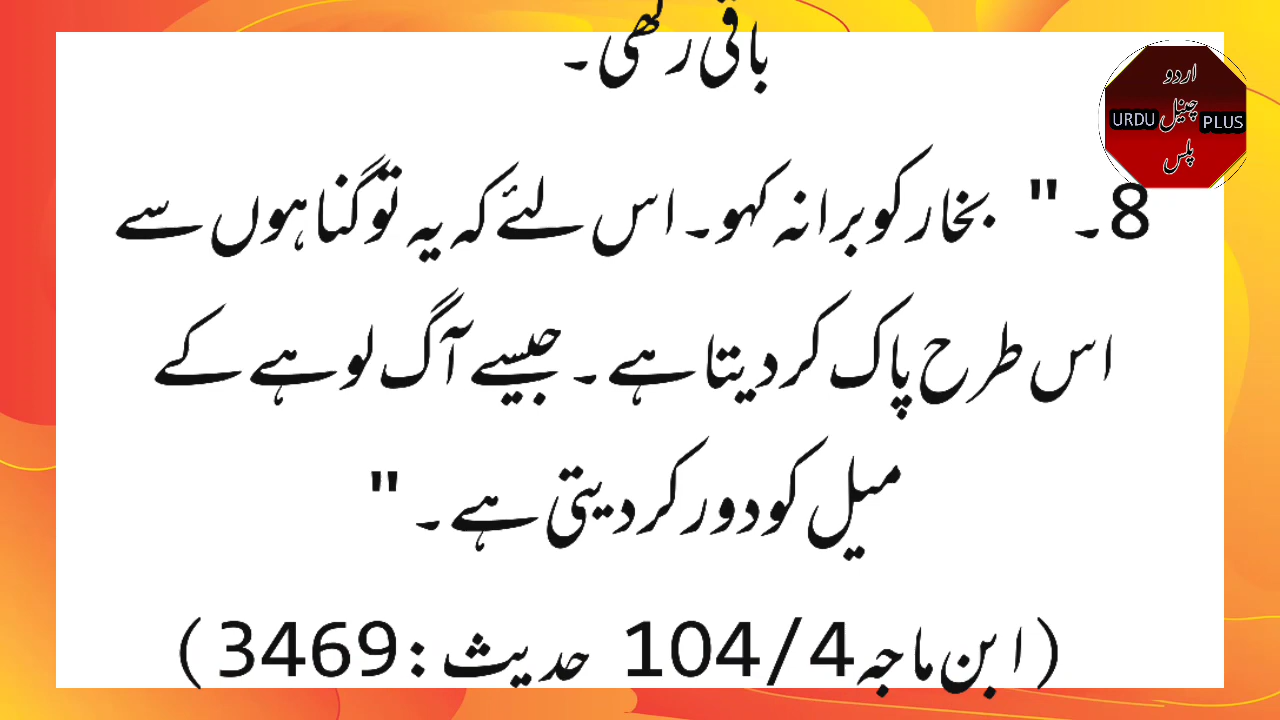 باقی رکھی۔
اردو
چینل
URDU PLUS
پلس
8۔ " بخار کو برا نہ کہو۔ اس لئے کہ یہ تو گناہوں سے
اس طرح پاک کر دیتا ہے۔ جیسے آگ لوہے کے
میل کو دور کر دیتی ہے۔ "
(ابن ماجہ 104/4 حدیث: 3469)